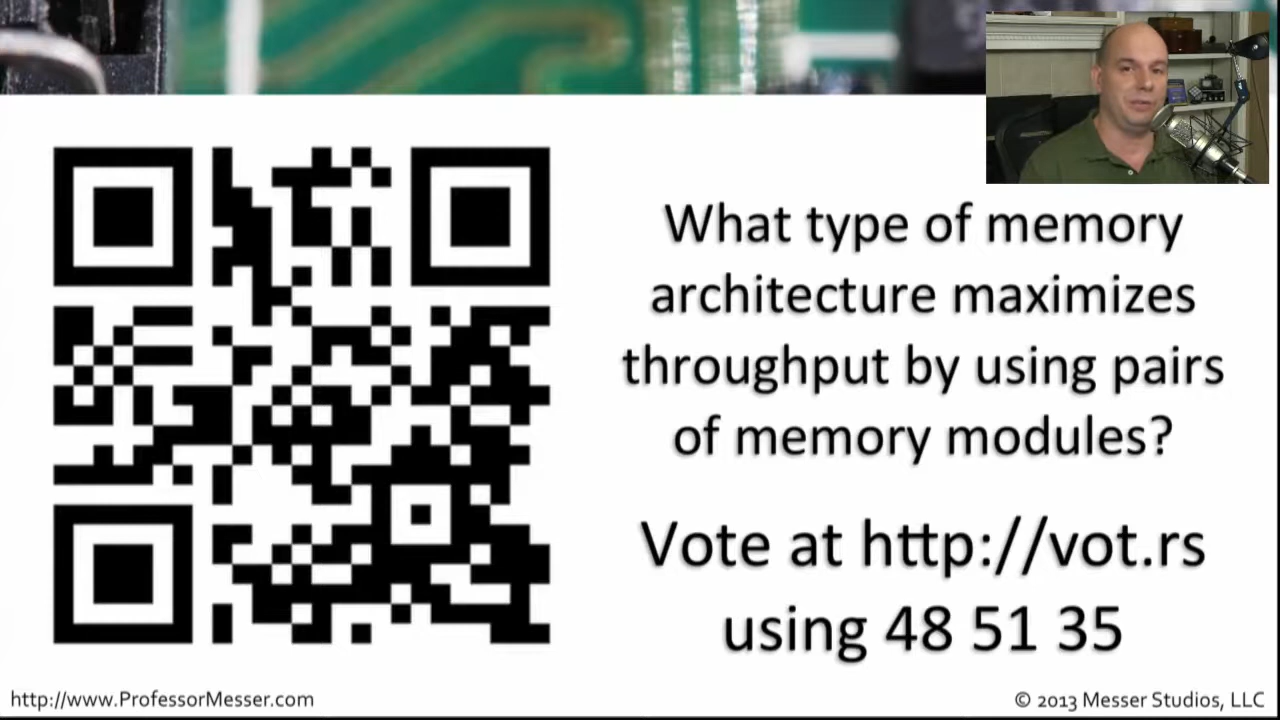 What type of memory
architecture maximizes
throughput by using pairs
of memory modules?
Vote at http://vot.rs
using 48 51 35
http://www.ProfessorMesser.com
© 2013 Messer Studios, LLC